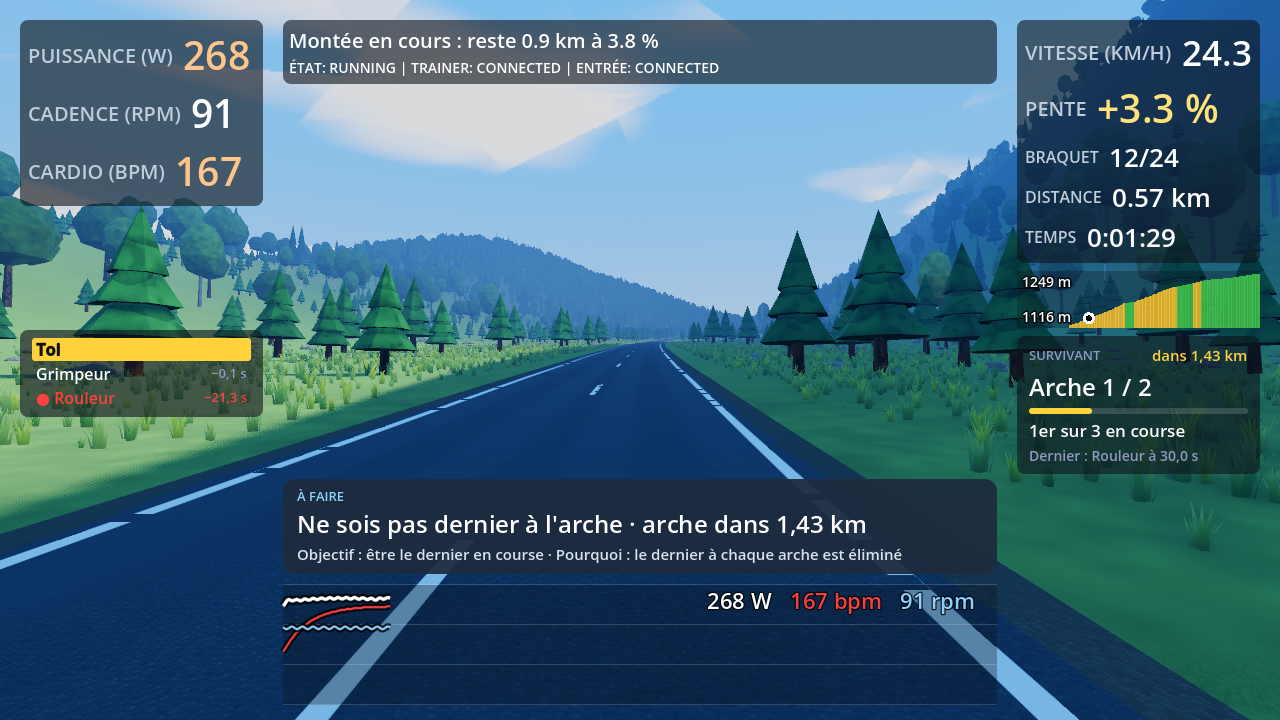 PUISSANCE (W) 268
CADENCE (RPM) 91
CARDIO (BPM) 167
Montée en cours : reste 0.9 km à 3.8 %
ÉTAT: RUNNING | TRAINER: CONNECTED | ENTRÉE: CONNECTED
VITESSE (KM/H) 24.3
PENTE +3.3 %
BRAQUET 12/24
DISTANCE 0.57 km
TEMPS 0:01:29
1249 m
1116 m
Toi
Grimpeur −0,1 s
Rouleur −21,3 s
SURVIVANT dans 1,43 km
Arche 1 / 2
1er sur 3 en course
Dernier : Rouleur à 30,0 s
À FAIRE
Ne sois pas dernier à l'arche · arche dans 1,43 km
Objectif : être le dernier en course · Pourquoi : le dernier à chaque arche est éliminé
268 W 167 bpm 91 rpm